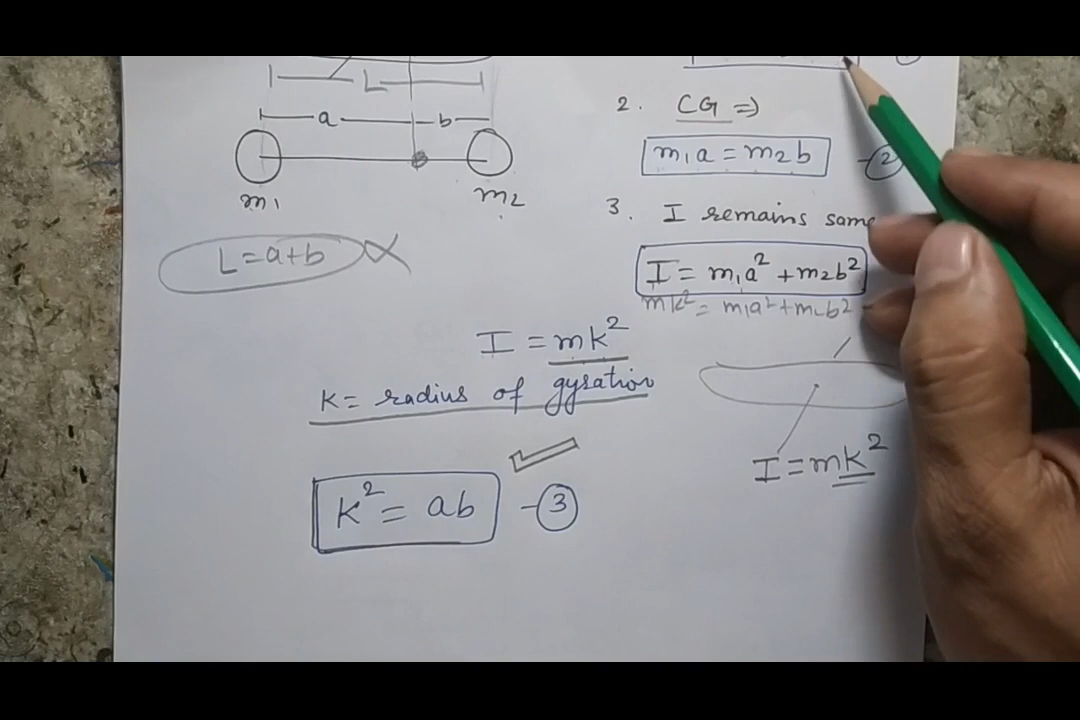 L
a b
m₁ m₂
L=a+b
2. CG ⇒)
m₁a = m₂b -②
3. I remains same
I = m₁a² + m₂b²
mk² = m₁a² + m₂b²
I = mk²
K = radius of gysation
I = mk²
K² = ab -③